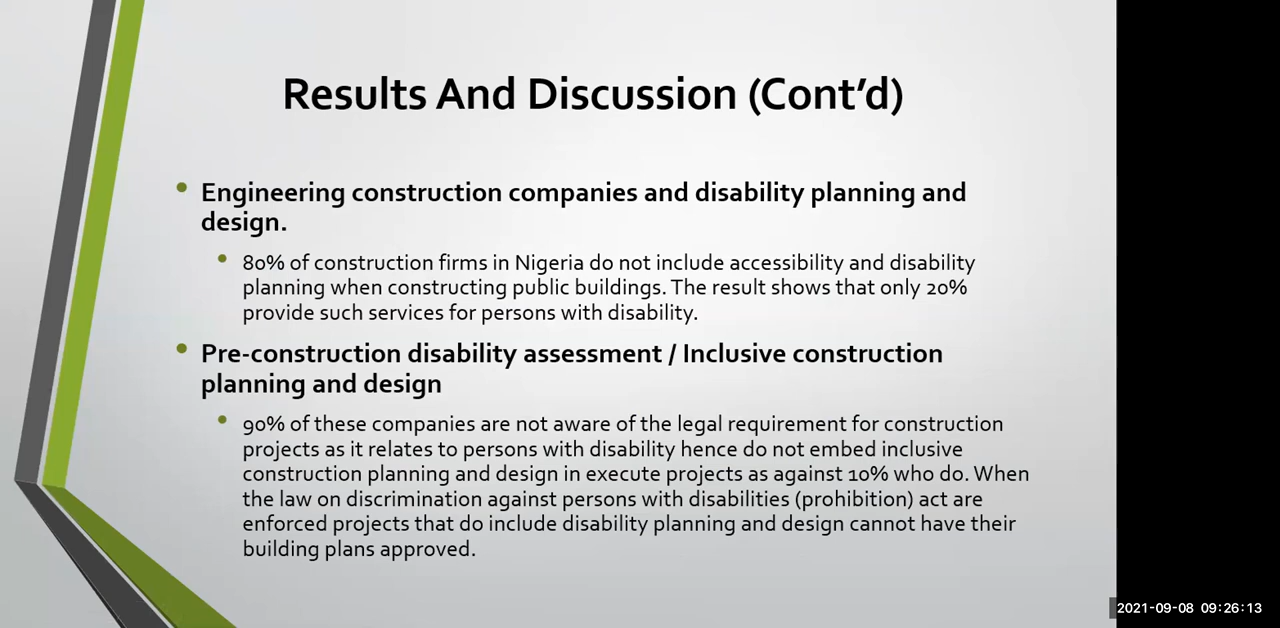 Results And Discussion (Cont’d)
Engineering construction companies and disability planning and
design.
80% of construction firms in Nigeria do not include accessibility and disability
planning when constructing public buildings. The result shows that only 20%
provide such services for persons with disability.
Pre-construction disability assessment / Inclusive construction
planning and design
90% of these companies are not aware of the legal requirement for construction
projects as it relates to persons with disability hence do not embed inclusive
construction planning and design in execute projects as against 10% who do. When
the law on discrimination against persons with disabilities (prohibition) act are
enforced projects that do include disability planning and design cannot have their
building plans approved.
2021-09-08 09:26:13